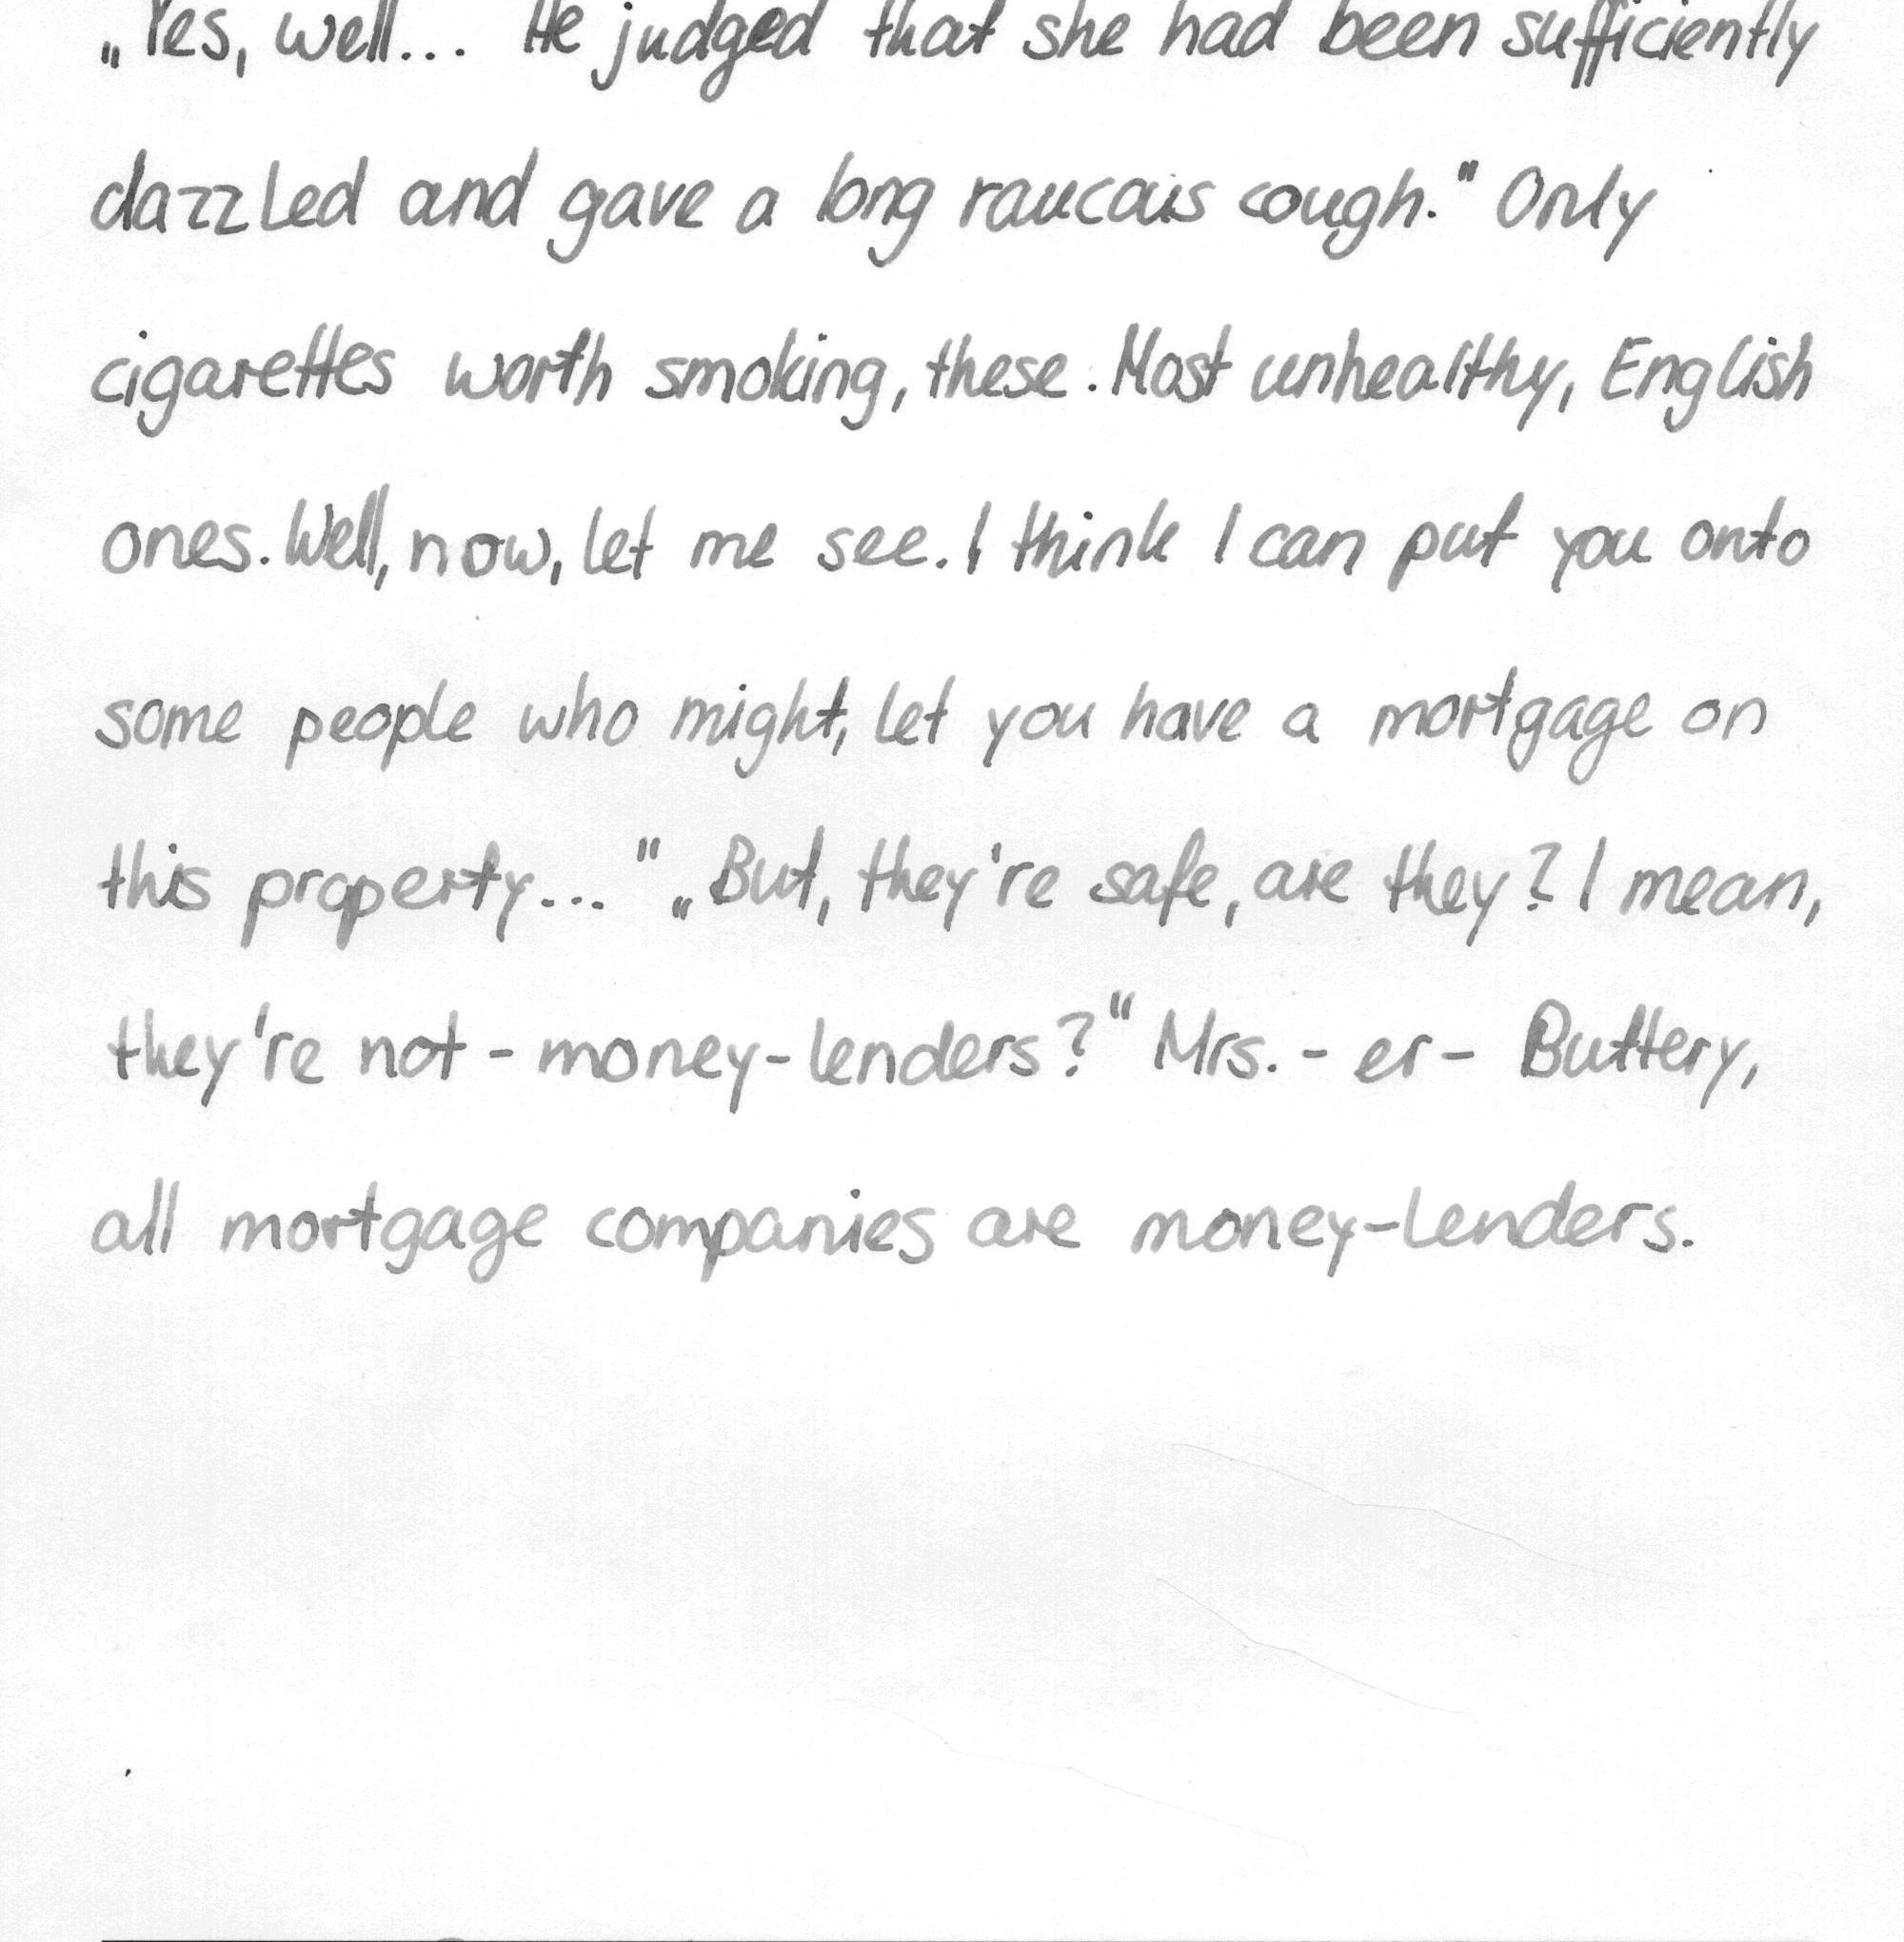 „Yes, well... He judged that she had been sufficiently
dazzled and gave a long raucous cough." Only
cigarettes worth smoking, these. Most unhealthy, English
ones. Well, now, let me see. I think I can put you onto
some people who might, let you have a mortgage on
this property..." „But, they're safe, are they? I mean,
they're not - money-lenders?" Mrs. - er - Buttery,
all mortgage companies are money-lenders.